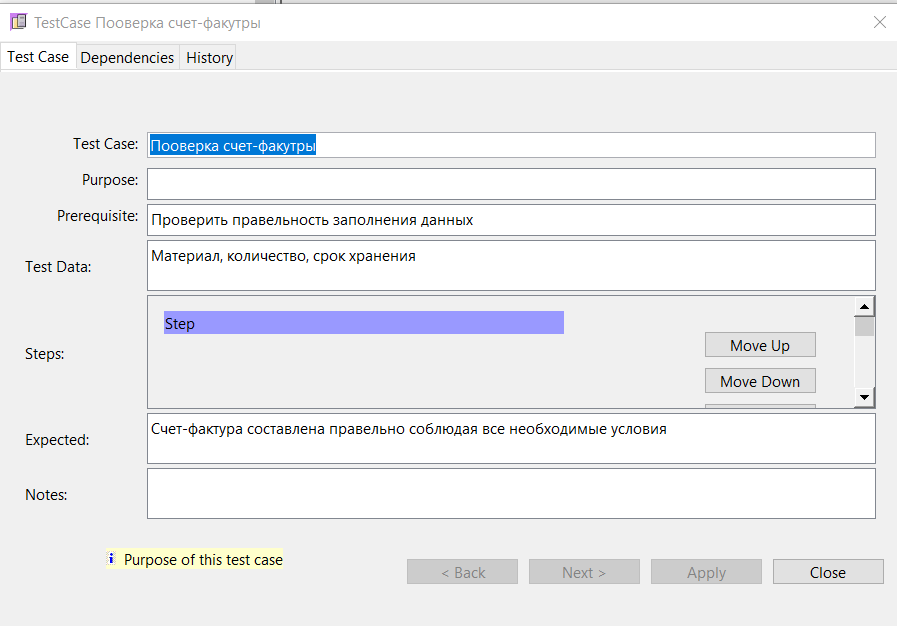 TestCase Пооверка счет-факутры
Test Case Dependencies History
Test Case: Пооверка счет-факутры
Purpose:
Prerequisite: Проверить правельность заполнения данных
Test Data: Материал, количество, срок хранения
Steps: Step
Move Up
Move Down
Expected: Счет-фактура составлена правельно соблюдая все необходимые условия
Notes:
Purpose of this test case
< Back Next > Apply Close